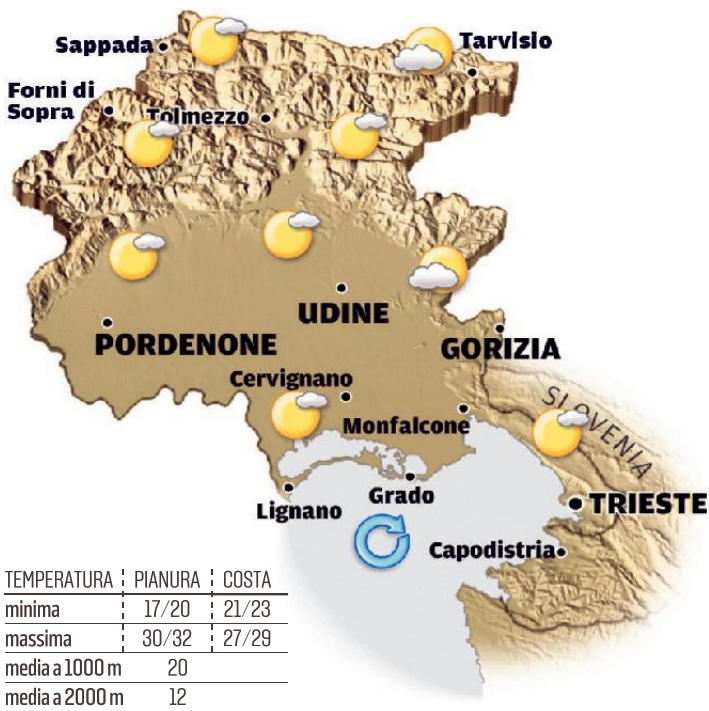 Sappada
Tarvisio
Forni di
Sopra
Tolmezzo
UDINE
PORDENONE
GORIZIA
Cervignano
SLOVENIA
Monfalcone
Lignano
Grado
TRIESTE
Capodistria
TEMPERATURA PIANURA COSTA
minima 17/20 21/23
massima 30/32 27/29
media a 1000 m 20
media a 2000 m 12